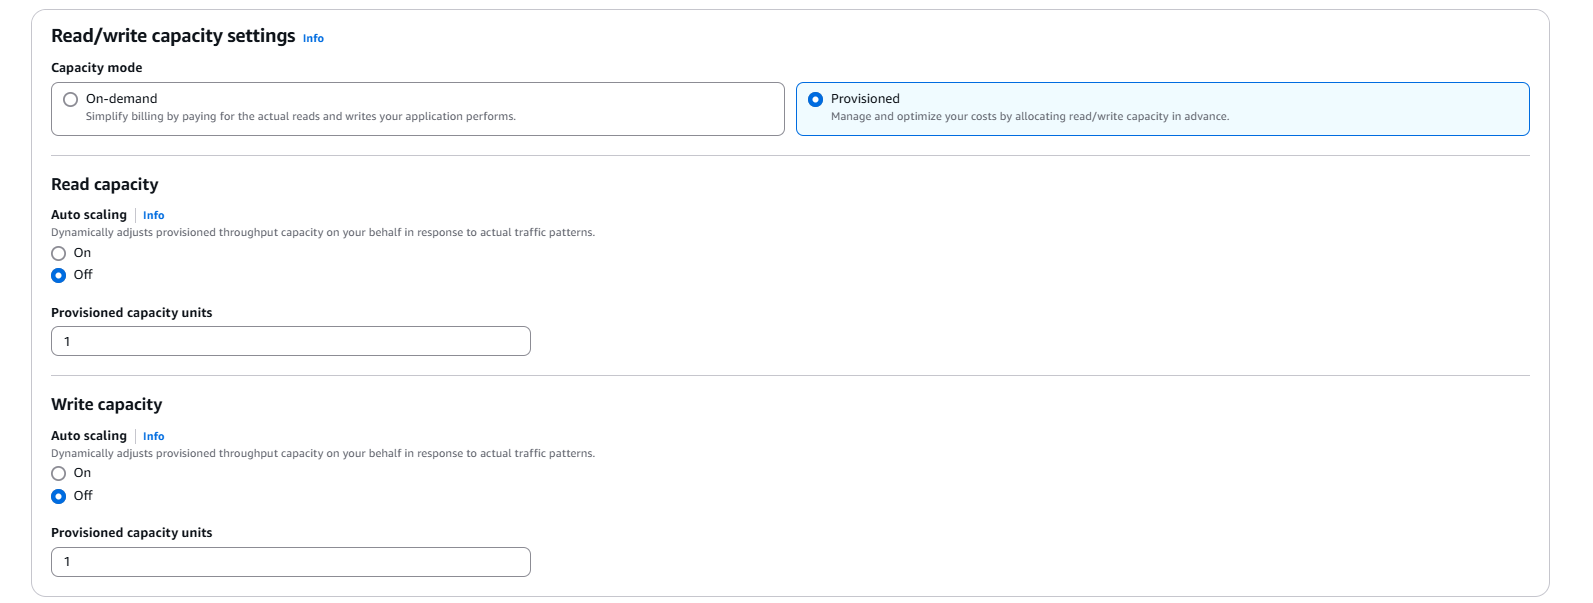 Read/write capacity settings Info
Capacity mode
On-demand
Simplify billing by paying for the actual reads and writes your application performs.
Provisioned
Manage and optimize your costs by allocating read/write capacity in advance.
Read capacity
Auto scaling Info
Dynamically adjusts provisioned throughput capacity on your behalf in response to actual traffic patterns.
On
Off
Provisioned capacity units
1
Write capacity
Auto scaling Info
Dynamically adjusts provisioned throughput capacity on your behalf in response to actual traffic patterns.
On
Off
Provisioned capacity units
1